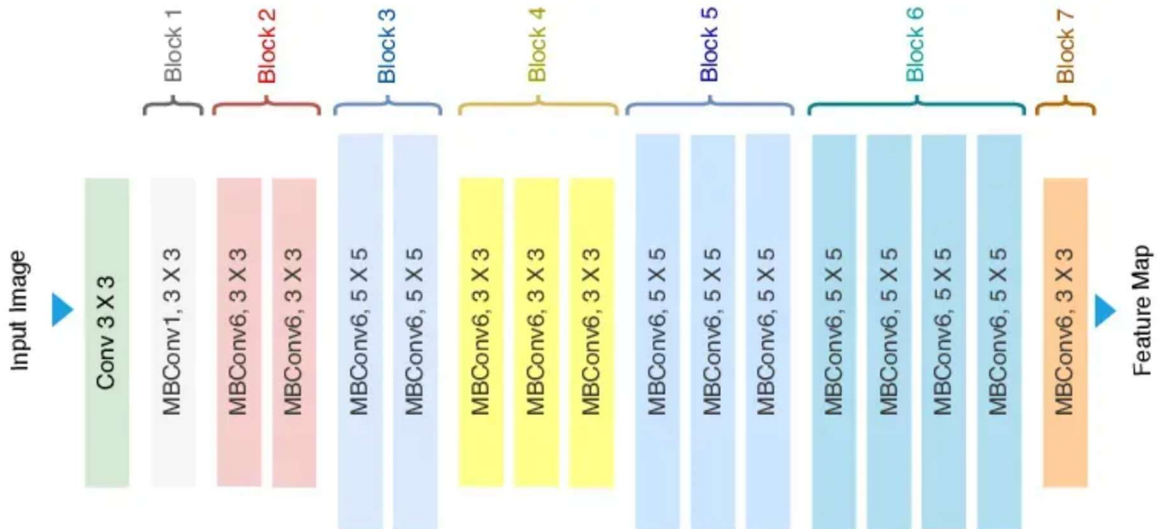 Block 1
Block 2
Block 3
Block 4
Block 5
Block 6
Block 7
Input Image
Conv 3 X 3
MBConv1, 3 X 3
MBConv6, 3 X 3
MBConv6, 3 X 3
MBConv6, 5 X 5
MBConv6, 5 X 5
MBConv6, 3 X 3
MBConv6, 3 X 3
MBConv6, 3 X 3
MBConv6, 5 X 5
MBConv6, 5 X 5
MBConv6, 5 X 5
MBConv6, 5 X 5
MBConv6, 5 X 5
MBConv6, 5 X 5
MBConv6, 5 X 5
MBConv6, 3 X 3
Feature Map